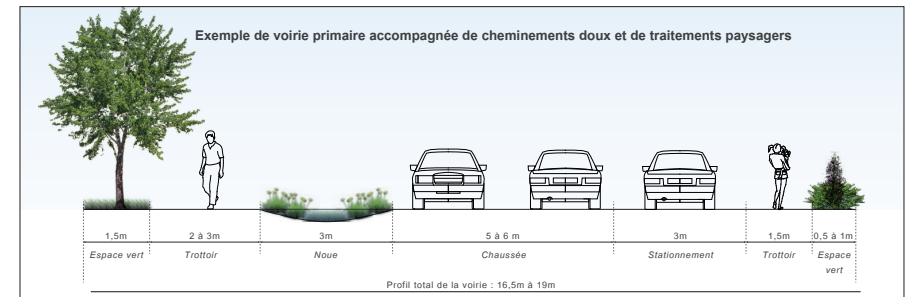 Exemple de voirie primaire accompagnée de cheminements doux et de traitements paysagers
1,5m 2 à 3m 3m 5 à 6 m 3m 1,5m 0,5 à 1m
Espace vert Trottoir Noue Chaussée Stationnement Trottoir Espace
vert
Profil total de la voirie : 16,5m à 19m